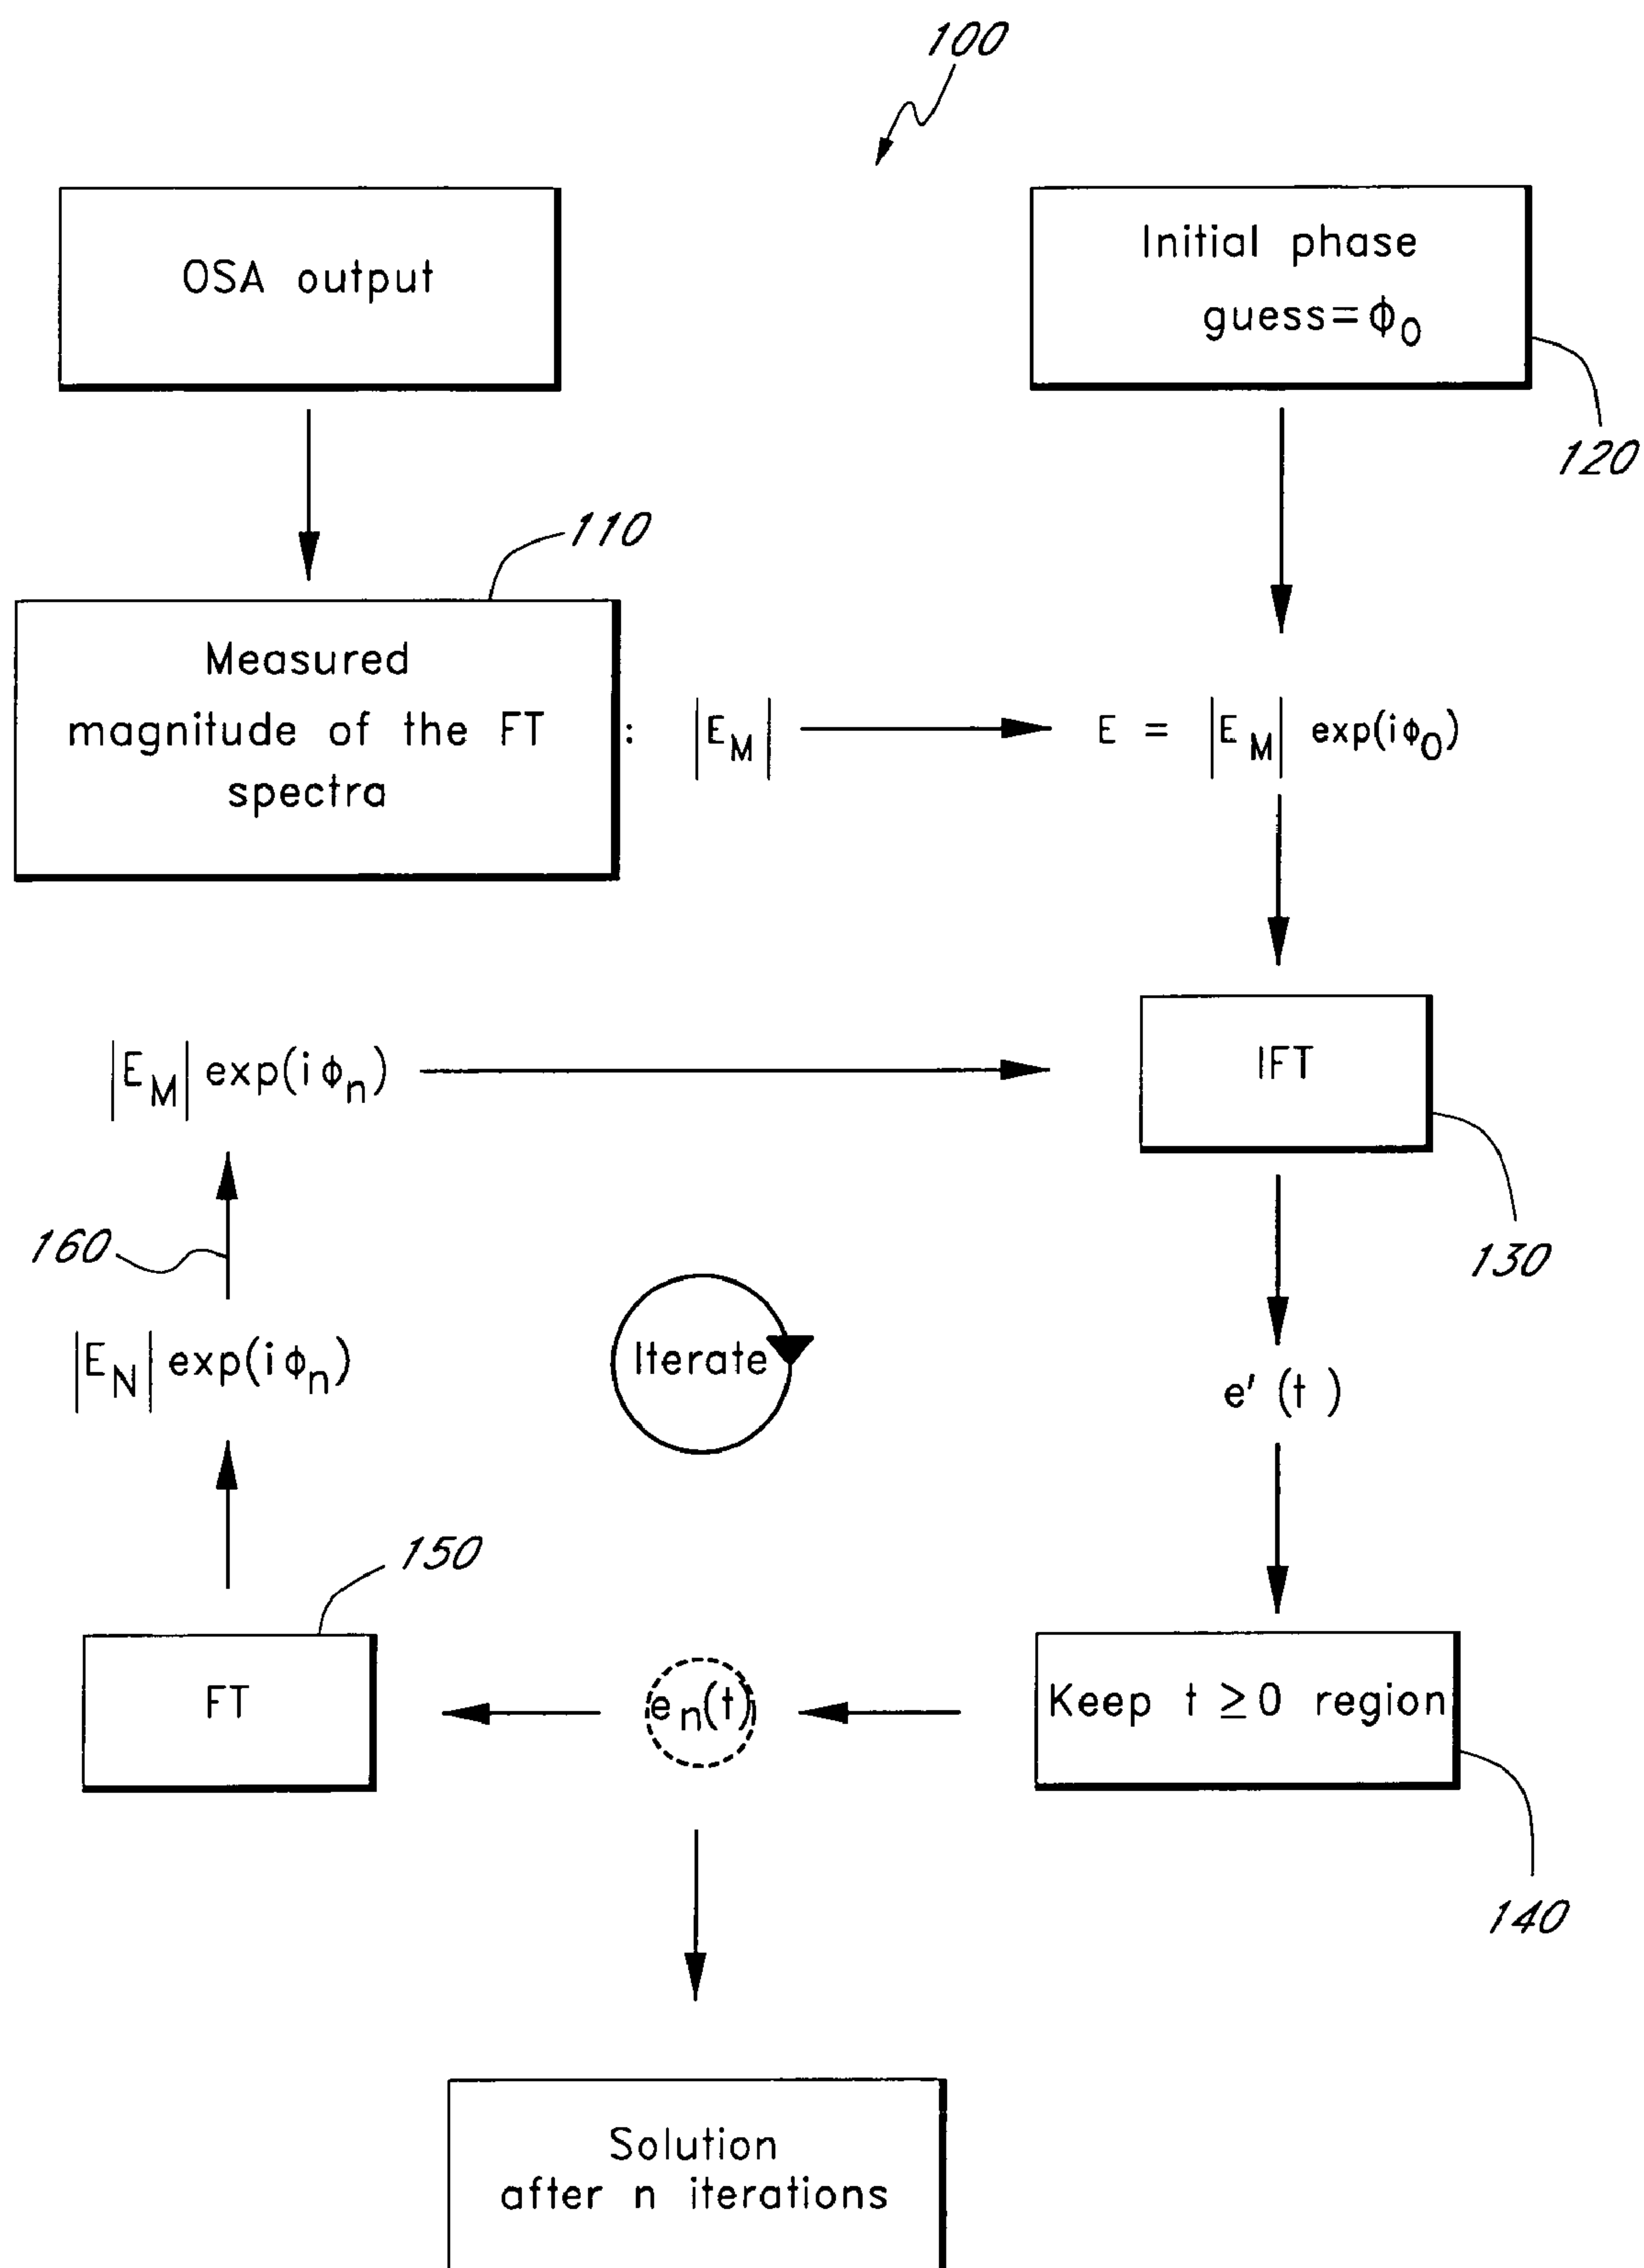 100
OSA output
Initial phase
guess=ϕ0
120
110
Measured
magnitude of the FT
spectra
: |EM|
E = |EM| exp(iϕ0)
|EM| exp(iϕn)
IFT
130
160
|EN| exp(iϕn)
Iterate
e' (t )
150
FT
en(t)
Keep t ≥0 region
140
Solution
after n iterations